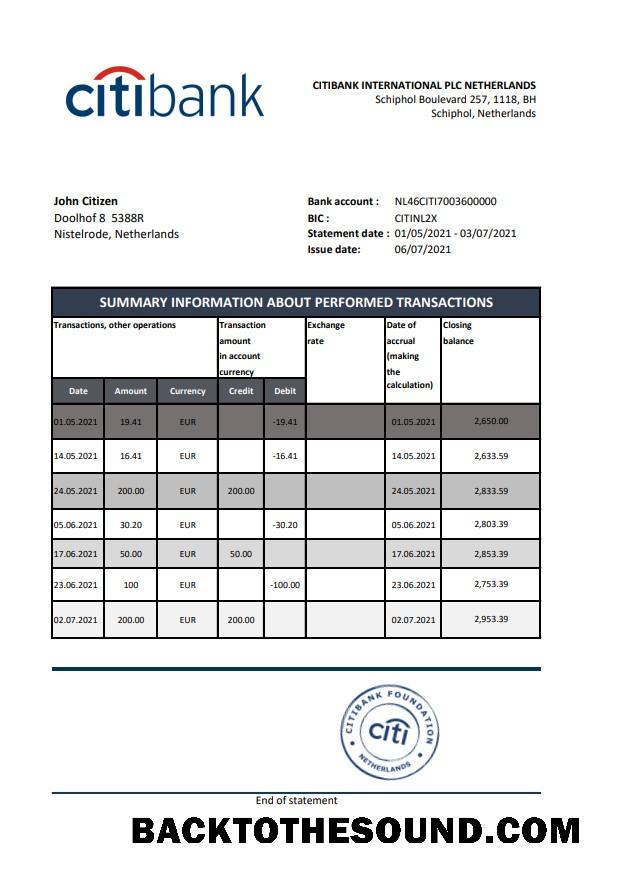 citibank
CITIBANK INTERNATIONAL PLC NETHERLANDS
Schiphol Boulevard 257, 1118, BH
Schiphol, Netherlands
John Citizen
Doolhof 8 5388R
Nistelrode, Netherlands
Bank account : NL46CITI7003600000
BIC : CITINL2X
Statement date : 01/05/2021 - 03/07/2021
Issue date: 06/07/2021
SUMMARY INFORMATION ABOUT PERFORMED TRANSACTIONS
Transactions, other operations
Transaction
amount
in account
currency
Exchange
rate
Date of
accrual
(making
the
calculation)
Closing
balance
Date Amount Currency Credit Debit
01.05.2021 19.41 EUR -19.41 01.05.2021 2,650.00
14.05.2021 16.41 EUR -16.41 14.05.2021 2,633.59
24.05.2021 200.00 EUR 200.00 24.05.2021 2,833.59
05.06.2021 30.20 EUR -30.20 05.06.2021 2,803.39
17.06.2021 50.00 EUR 50.00 17.06.2021 2,853.39
23.06.2021 100 EUR -100.00 23.06.2021 2,753.39
02.07.2021 200.00 EUR 200.00 02.07.2021 2,953.39
CITIBANK FOUNDATION
citi
NETHERLANDS
End of statement
BACKTOTHESOUND.COM